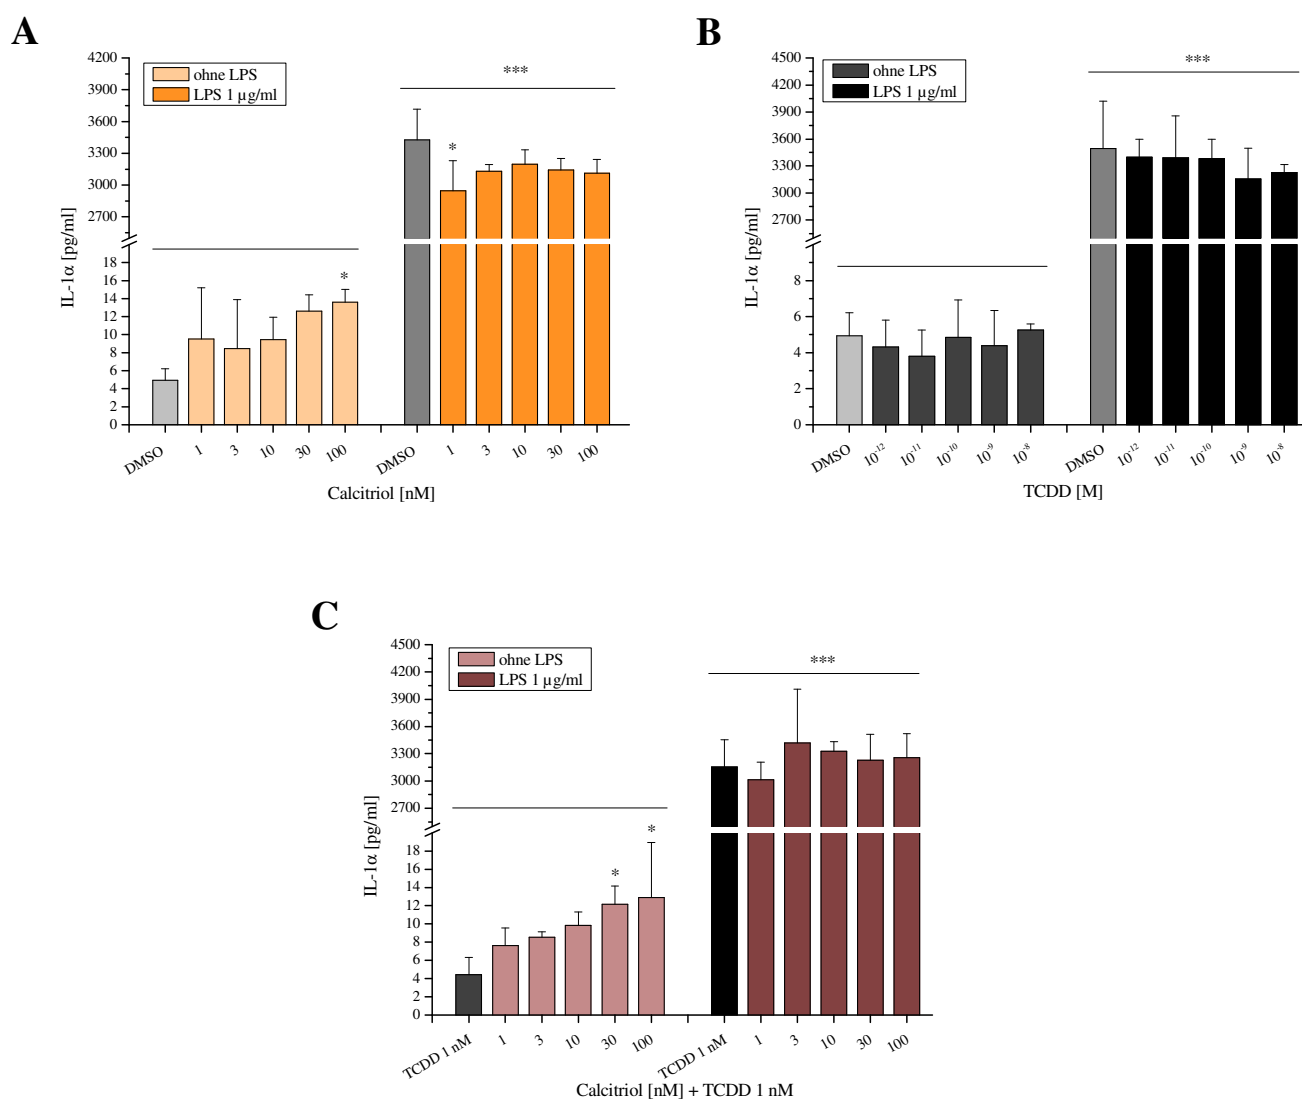 A
4200
3900
3600
3300
3000
2700
18
16
14
12
10
8
6
4
2
0
IL-1α [pg/ml]
ohne LPS
LPS 1 µg/ml
***
*
*
DMSO 1 3 10 30 100 DMSO 1 3 10 30 100
Calcitriol [nM]
B
4500
4200
3900
3600
3300
3000
2700
8
6
4
2
0
IL-1α [pg/ml]
ohne LPS
LPS 1 µg/ml
***
DMSO 10⁻¹² 10⁻¹¹ 10⁻¹⁰ 10⁻⁹ 10⁻⁸ DMSO 10⁻¹² 10⁻¹¹ 10⁻¹⁰ 10⁻⁹ 10⁻⁸
TCDD [M]
C
4500
4200
3900
3600
3300
3000
2700
18
16
14
12
10
8
6
4
2
0
IL-1α [pg/ml]
ohne LPS
LPS 1 µg/ml
***
*
*
TCDD 1 nM 1 3 10 30 100 TCDD 1 nM 1 3 10 30 100
Calcitriol [nM] + TCDD 1 nM